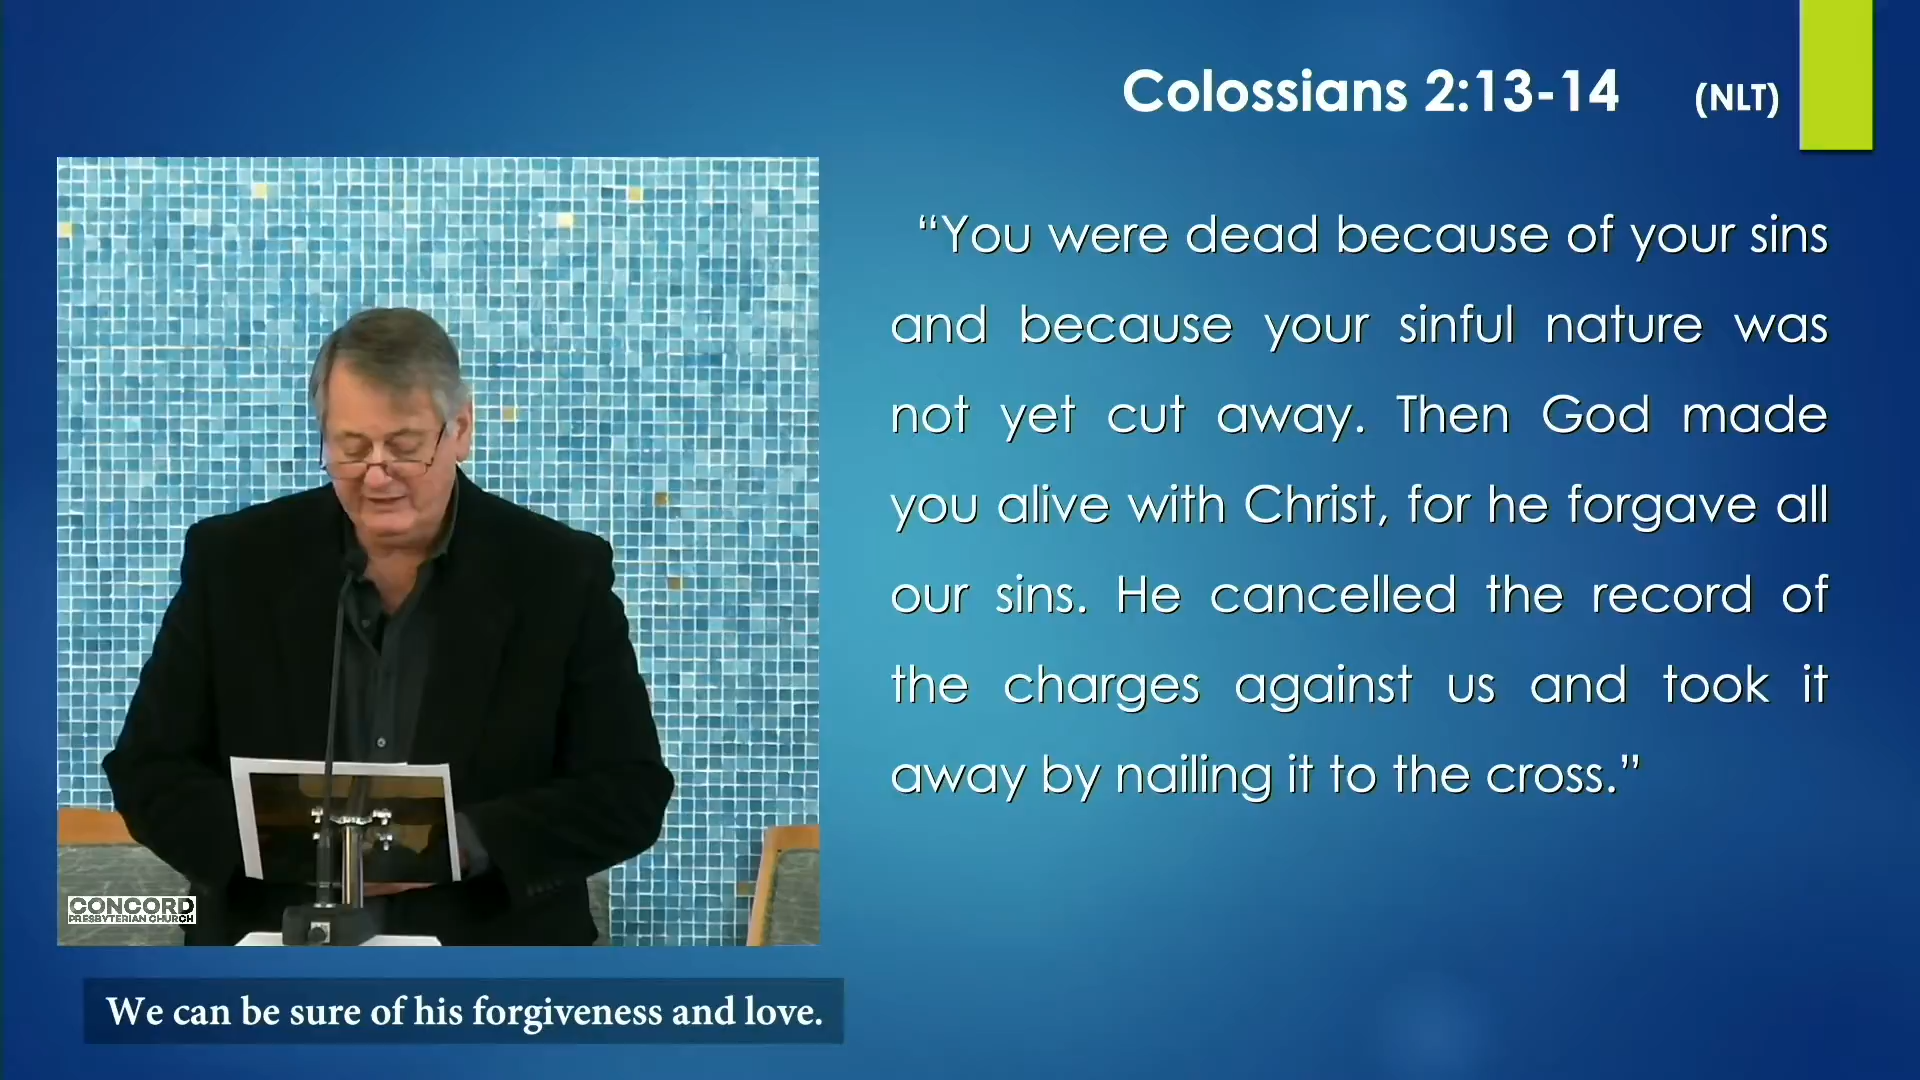 Colossians 2:13-14 (NLT)
“You were dead because of your sins
and because your sinful nature was
not yet cut away. Then God made
you alive with Christ, for he forgave all
our sins. He cancelled the record of
the charges against us and took it
away by nailing it to the cross.”
CONCORD
PRESBYTERIAN CHURCH
We can be sure of his forgiveness and love.